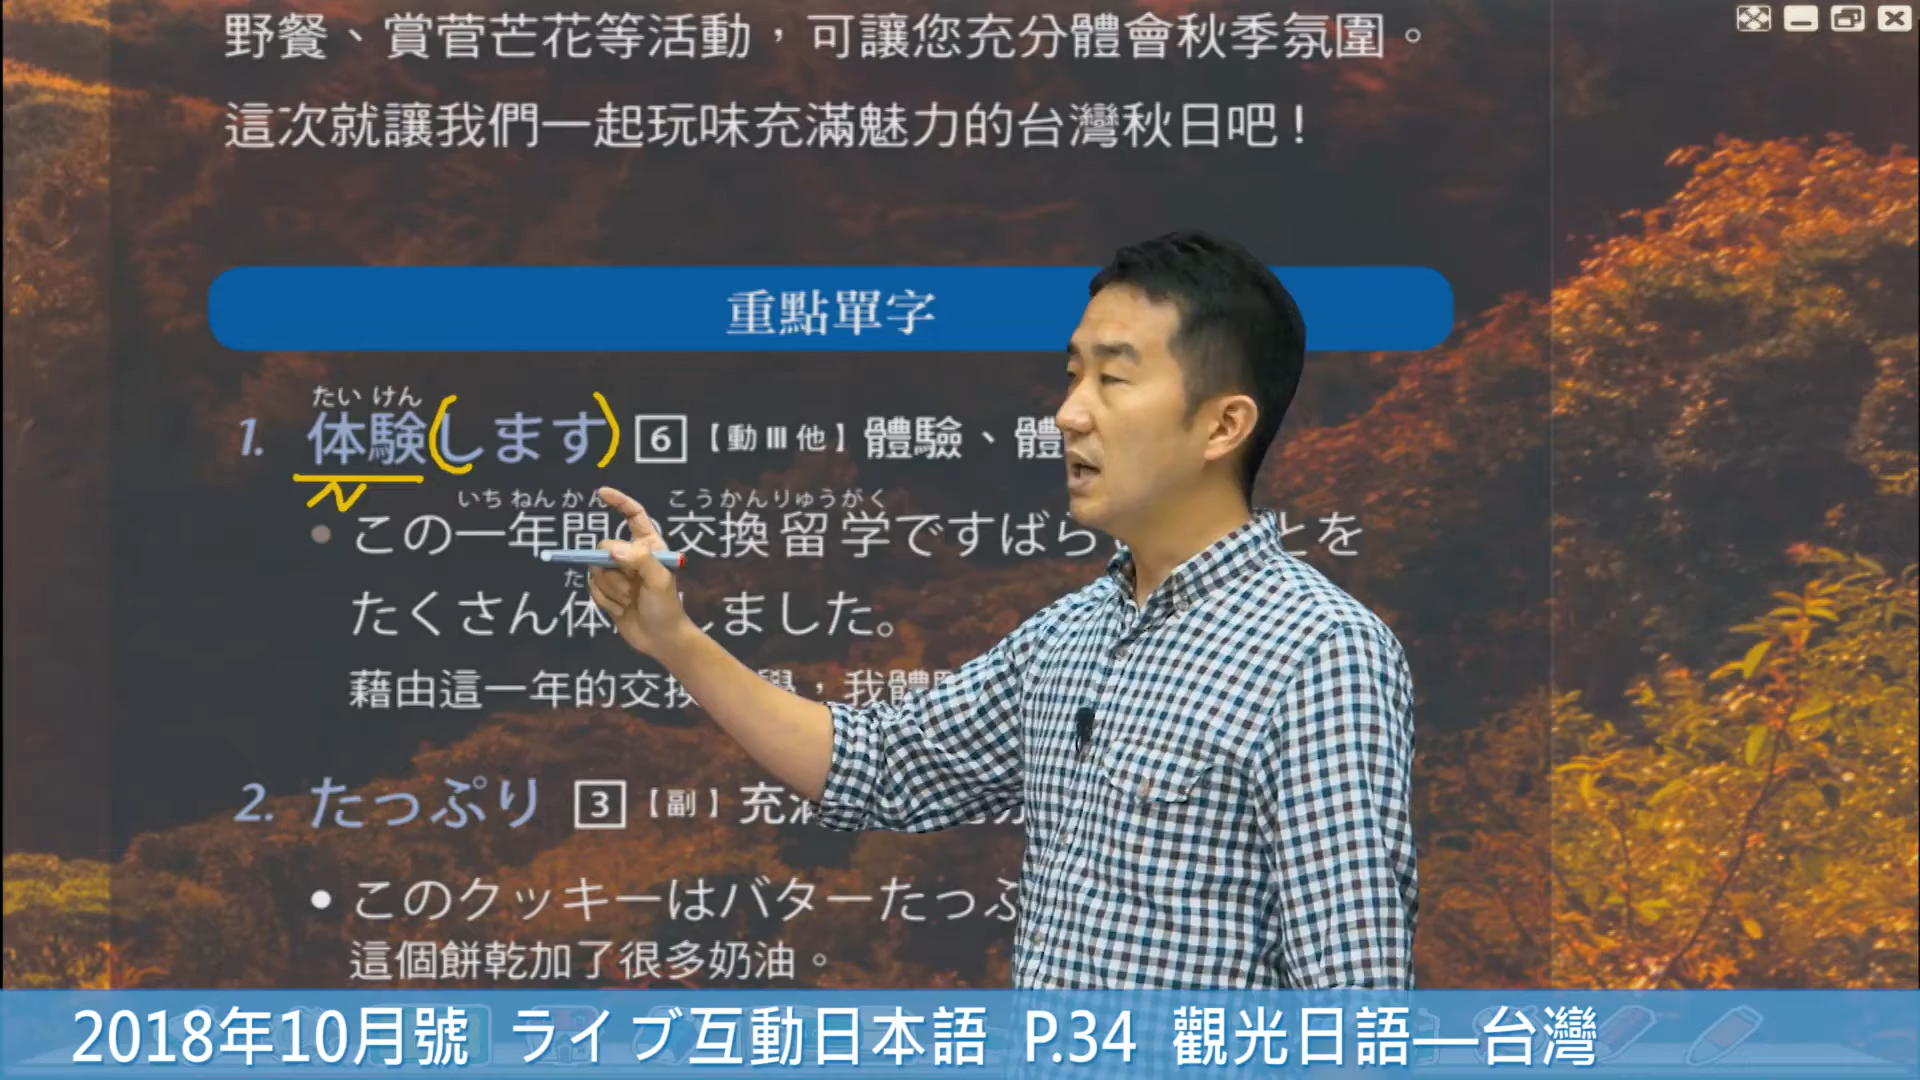 野餐、賞菅芒花等活動，可讓您充分體會秋季氛圍。
這次就讓我們一起玩味充滿魅力的台灣秋日吧！
重點單字
たい けん
1. 体験(します) 6 【動Ⅲ他】體驗、體
N
いち ねん かん こう かん りゅう がく
● この一年間の交換留学ですばら とを
たくさん体 しました。
藉由這一年的交換 學，我體
2. たっぷり 3 【副】充
● このクッキーはバターたっぷ
這個餅乾加了很多奶油。
2018年10月號 ライブ互動日本語 P.34 觀光日語—台灣